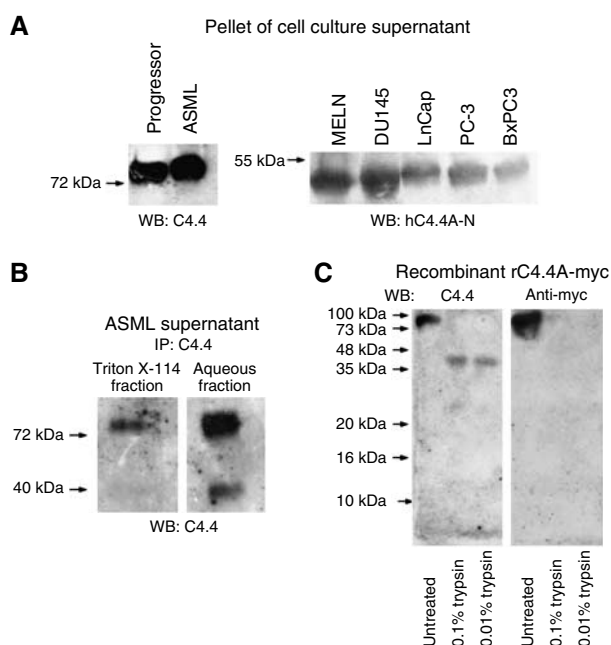 A
Pellet of cell culture supernatant
Progressor
ASML
72 kDa
WB: C4.4
MELN
DU145
LnCap
PC-3
BxPC3
55 kDa
WB: hC4.4A-N
B
ASML supernatant
IP: C4.4
Triton X-114 fraction
Aqueous fraction
72 kDa
40 kDa
WB: C4.4
C
Recombinant rC4.4A-myc
WB: C4.4 Anti-myc
100 kDa
73 kDa
48 kDa
35 kDa
20 kDa
16 kDa
10 kDa
Untreated
0.1% trypsin
0.01% trypsin
Untreated
0.1% trypsin
0.01% trypsin